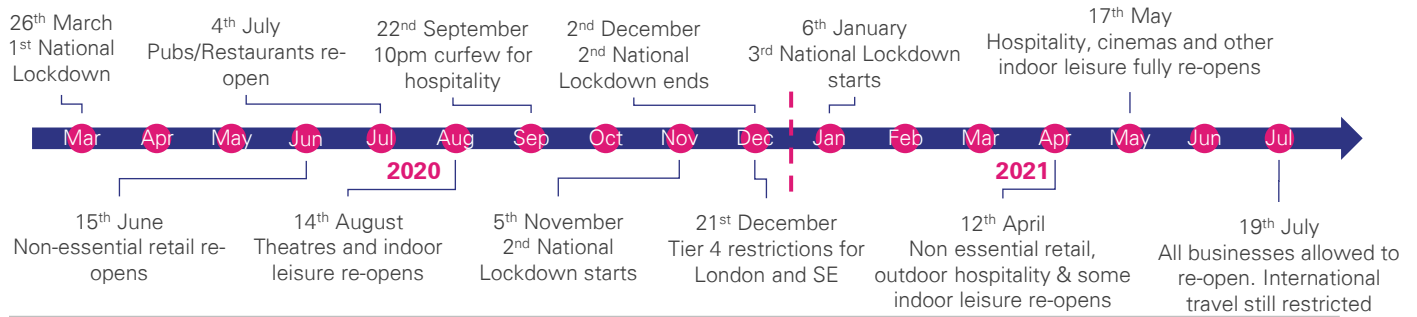 26th March
1st National
Lockdown
4th July
Pubs/Restaurants re-
open
22nd September
10pm curfew for
hospitality
2nd December
2nd National
Lockdown ends
6th January
3rd National Lockdown
starts
17th May
Hospitality, cinemas and other
indoor leisure fully re-opens
Mar Apr May Jun Jul Aug Sep Oct Nov Dec Jan Feb Mar Apr May Jun Jul
2020
2021
15th June
Non-essential retail re-
opens
14th August
Theatres and indoor
leisure re-opens
5th November
2nd National
Lockdown starts
21st December
Tier 4 restrictions for
London and SE
12th April
Non essential retail,
outdoor hospitality & some
indoor leisure re-opens
19th July
All businesses allowed to
re-open. International
travel still restricted